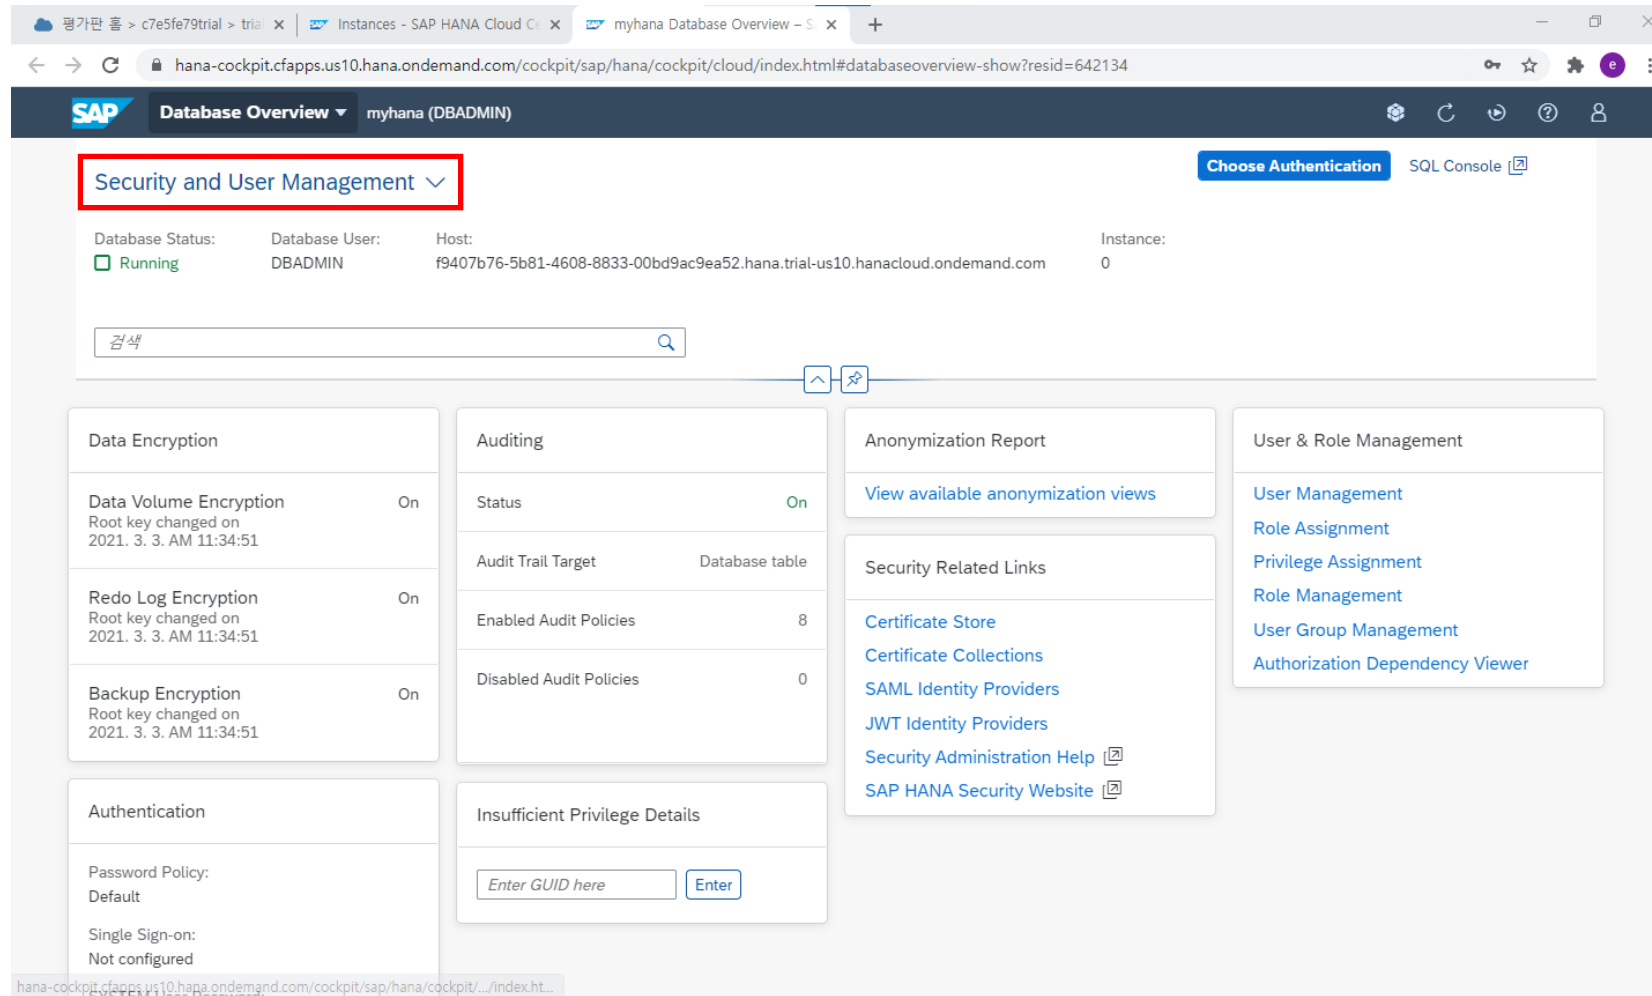 평가판 홈 > c7e5fe79trial > tria
Instances - SAP HANA Cloud Ce
myhana Database Overview – S
hana-cockpit.cfapps.us10.hana.ondemand.com/cockpit/sap/hana/cockpit/cloud/index.html#databaseoverview-show?resid=642134
e
SAP
Database Overview
myhana (DBADMIN)
Security and User Management
Choose Authentication
SQL Console
Database Status:
Database User:
Host:
Instance:
Running
DBADMIN
f9407b76-5b81-4608-8833-00bd9ac9ea52.hana.trial-us10.hanacloud.ondemand.com
0
검색
Data Encryption
Data Volume Encryption On
Root key changed on
2021. 3. 3. AM 11:34:51
Redo Log Encryption On
Root key changed on
2021. 3. 3. AM 11:34:51
Backup Encryption On
Root key changed on
2021. 3. 3. AM 11:34:51
Authentication
Password Policy:
Default
Single Sign-on:
Not configured
SYSTEM User Password:
Auditing
Status On
Audit Trail Target Database table
Enabled Audit Policies 8
Disabled Audit Policies 0
Insufficient Privilege Details
Enter GUID here
Enter
Anonymization Report
View available anonymization views
Security Related Links
Certificate Store
Certificate Collections
SAML Identity Providers
JWT Identity Providers
Security Administration Help
SAP HANA Security Website
User & Role Management
User Management
Role Assignment
Privilege Assignment
Role Management
User Group Management
Authorization Dependency Viewer
hana-cockpit.cfapps.us10.hana.ondemand.com/cockpit/sap/hana/cockpit/.../index.ht...